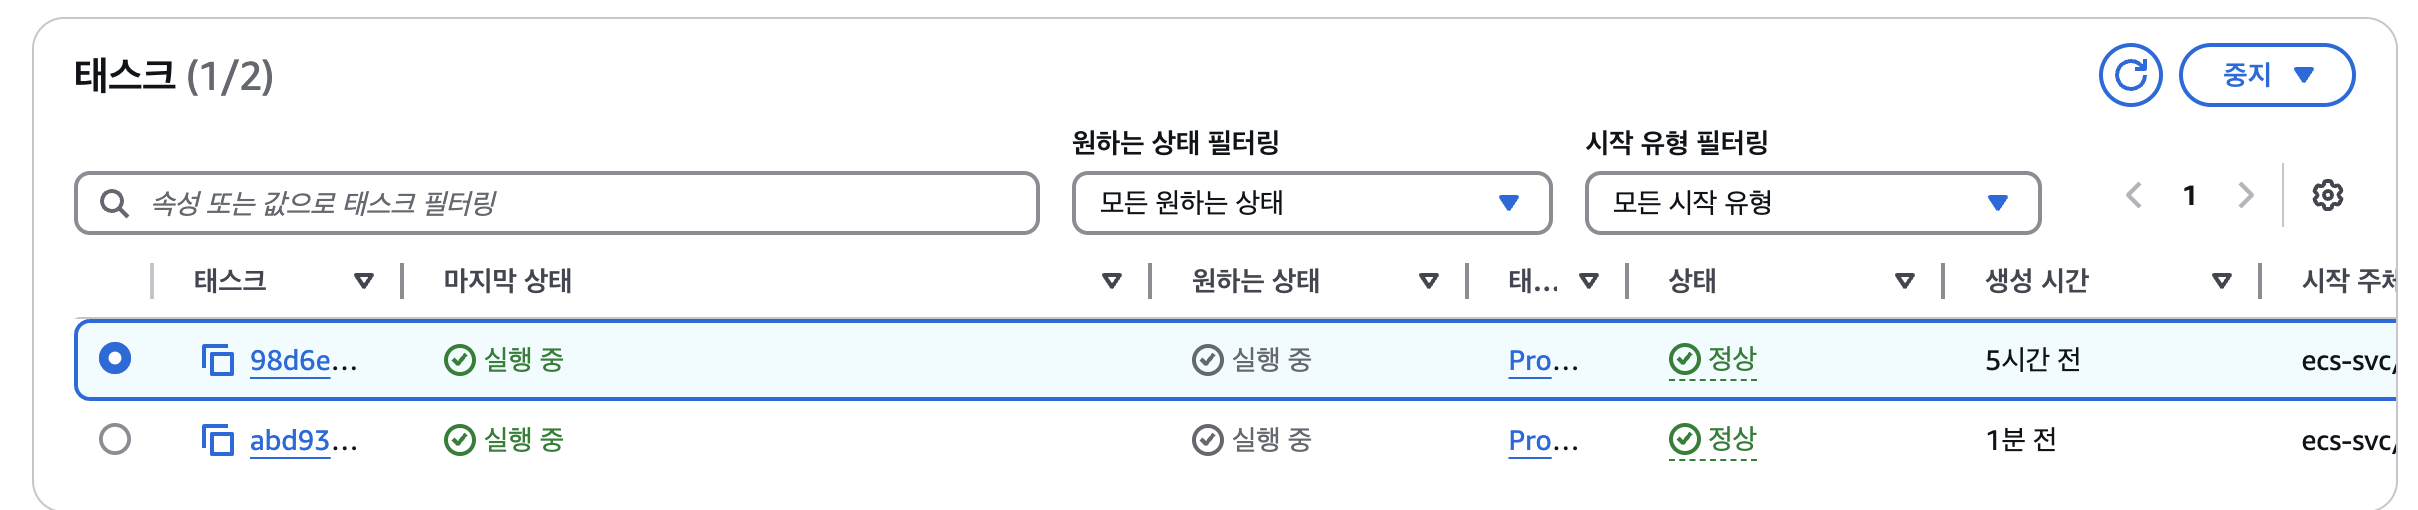 태스크 (1/2)
중지
원하는 상태 필터링
시작 유형 필터링
속성 또는 값으로 태스크 필터링
모든 원하는 상태
모든 시작 유형
1
태스크 마지막 상태 원하는 상태 태... 상태 생성 시간 시작 주체
98d6e... 실행 중 실행 중 Pro... 정상 5시간 전 ecs-svc/
abd93... 실행 중 실행 중 Pro... 정상 1분 전 ecs-svc/